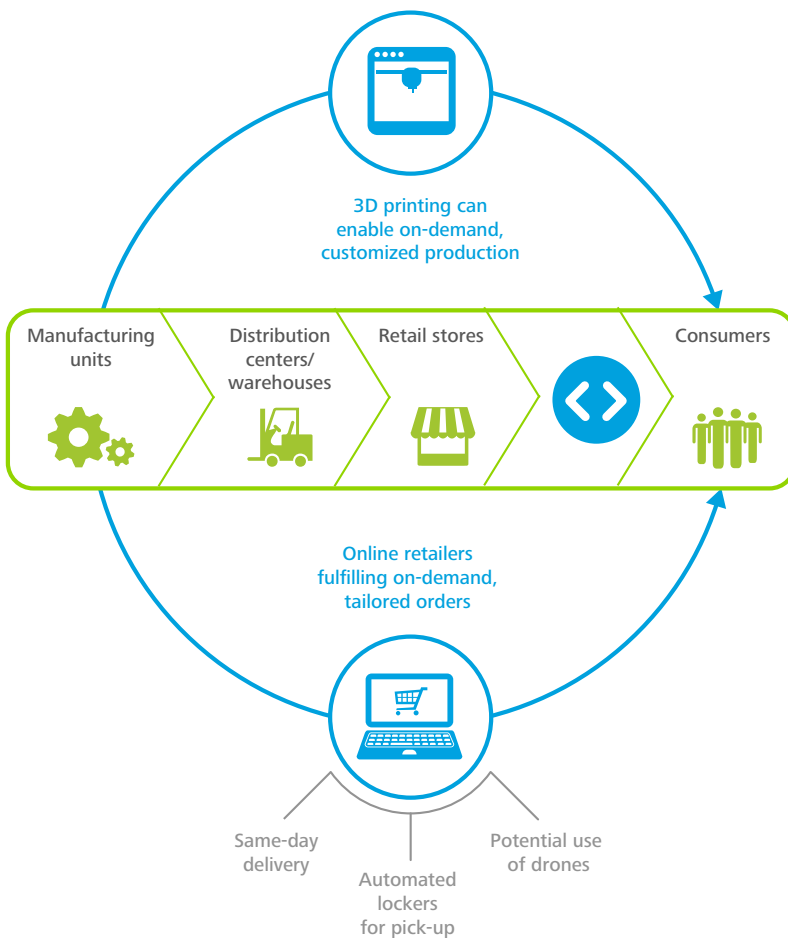 3D printing can
enable on-demand,
customized production
Manufacturing
units
Distribution
centers/
warehouses
Retail stores
Consumers
Online retailers
fulfilling on-demand,
tailored orders
Same-day
delivery
Automated
lockers
for pick-up
Potential use
of drones